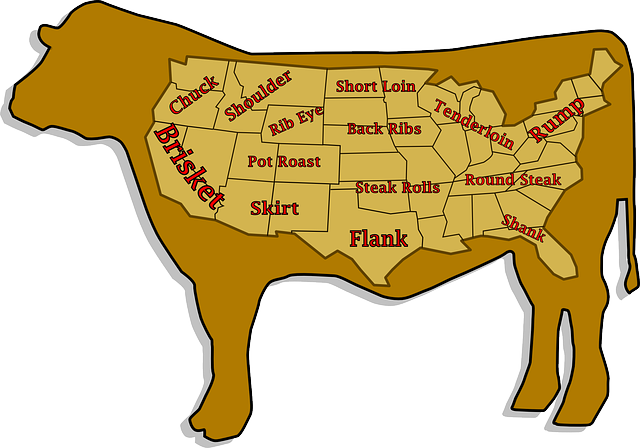 Chuck
Shoulder
Short Loin
Rib Eye
Back Ribs
Tenderloin
Rump
Brisket
Pot Roast
Steak Rolls
Round Steak
Skirt
Flank
Shank